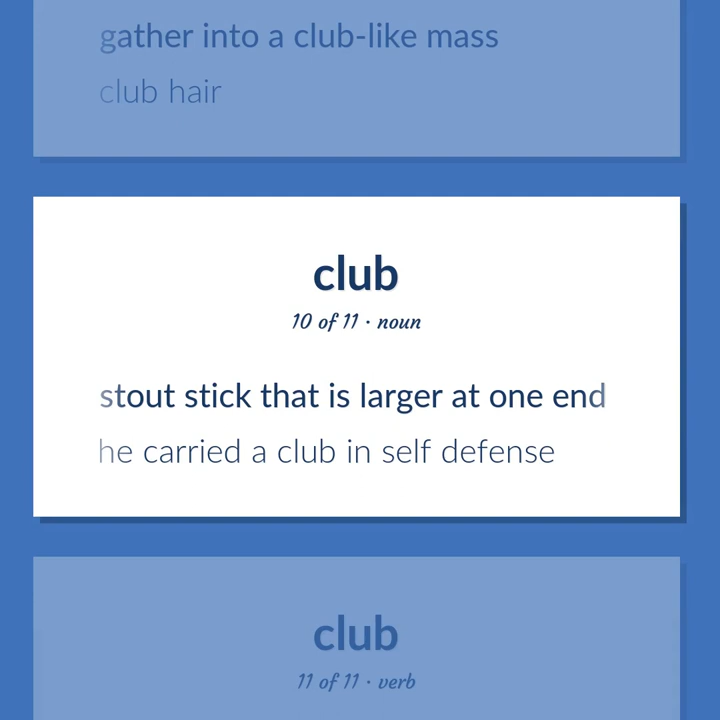 gather into a club-like mass
club hair
club
10 of 11 · noun
stout stick that is larger at one end
he carried a club in self defense
club
11 of 11 · verb